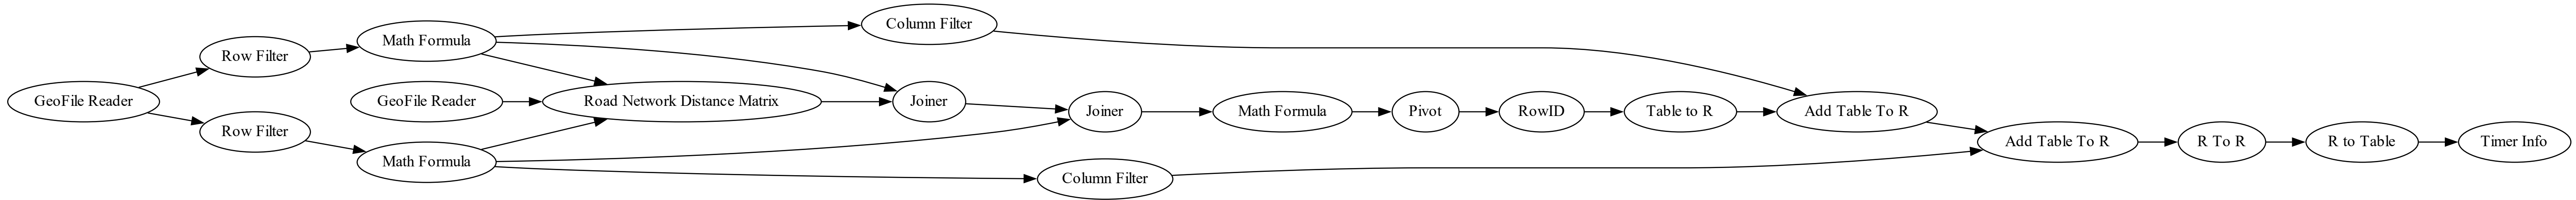 GeoFile Reader
Row Filter
Row Filter
Math Formula
GeoFile Reader
Math Formula
Road Network Distance Matrix
Column Filter
Joiner
Joiner
Column Filter
Math Formula
Pivot
RowID
Table to R
Add Table To R
Add Table To R
R To R
R to Table
Timer Info